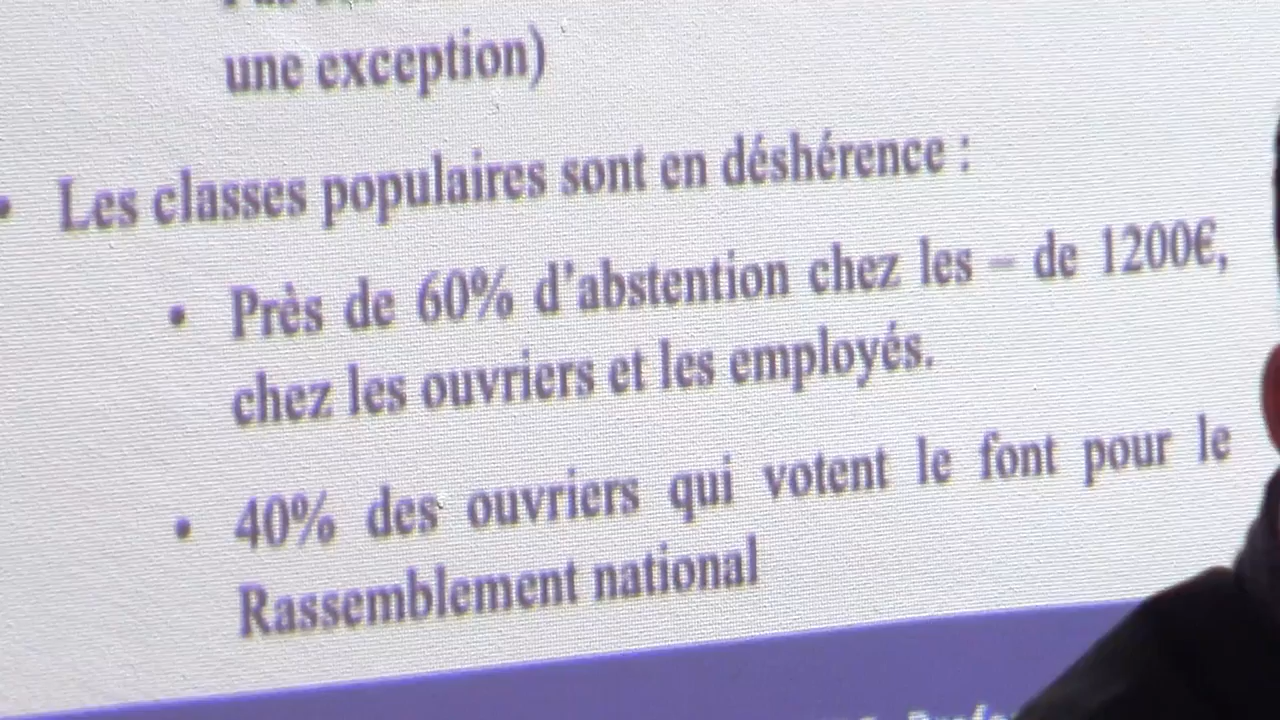 une exception)
• Les classes populaires sont en déshérence :
• Près de 60% d’abstention chez les – de 1200€,
chez les ouvriers et les employés.
• 40% des ouvriers qui votent le font pour le
Rassemblement national